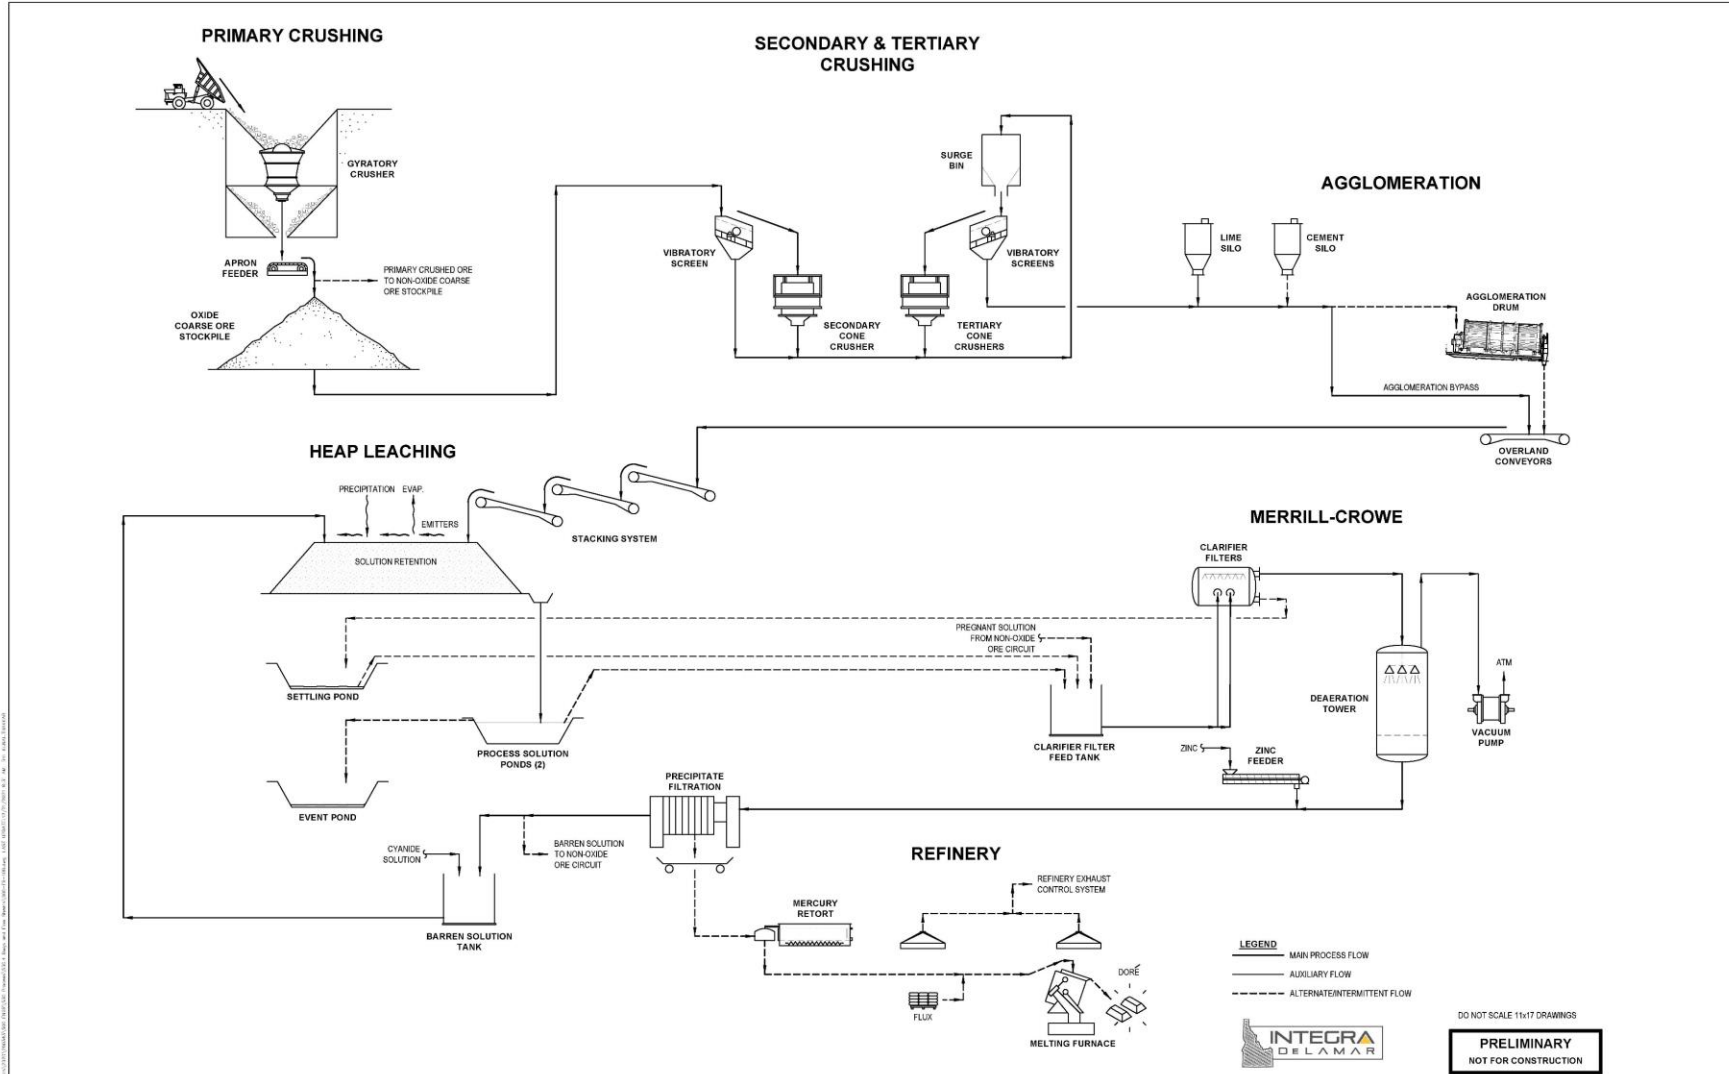 PRIMARY CRUSHING
SECONDARY & TERTIARY
CRUSHING
GYRATORY
CRUSHER
APRON
FEEDER
PRIMARY CRUSHED ORE
TO NON-OXIDE COARSE
ORE STOCKPILE
OXIDE
COARSE ORE
STOCKPILE
SURGE
BIN
VIBRATORY
SCREEN
VIBRATORY
SCREENS
SECONDARY
CONE
CRUSHER
TERTIARY
CONE
CRUSHERS
AGGLOMERATION
LIME
SILO
CEMENT
SILO
AGGLOMERATION
DRUM
AGGLOMERATION BYPASS
OVERLAND
CONVEYORS
HEAP LEACHING
PRECIPITATION
EVAP.
EMITTERS
SOLUTION RETENTION
STACKING SYSTEM
SETTLING POND
PROCESS SOLUTION
PONDS (2)
EVENT POND
MERRILL-CROWE
CLARIFIER
FILTERS
PREGNANT SOLUTION
FROM NON-OXIDE
ORE CIRCUIT
CLARIFIER FILTER
FEED TANK
DEAERATION
TOWER
ATM
VACUUM
PUMP
ZINC
ZINC
FEEDER
PRECIPITATE
FILTRATION
CYANIDE
SOLUTION
BARREN SOLUTION
TO NON-OXIDE
ORE CIRCUIT
BARREN SOLUTION
TANK
REFINERY
REFINERY EXHAUST
CONTROL SYSTEM
MERCURY
RETORT
FLUX
DORÉ
MELTING FURNACE
LEGEND
MAIN PROCESS FLOW
AUXILIARY FLOW
ALTERNATE/INTERMITTENT FLOW
INTEGRA
DELAMAR
DO NOT SCALE 11x17 DRAWINGS
PRELIMINARY
NOT FOR CONSTRUCTION